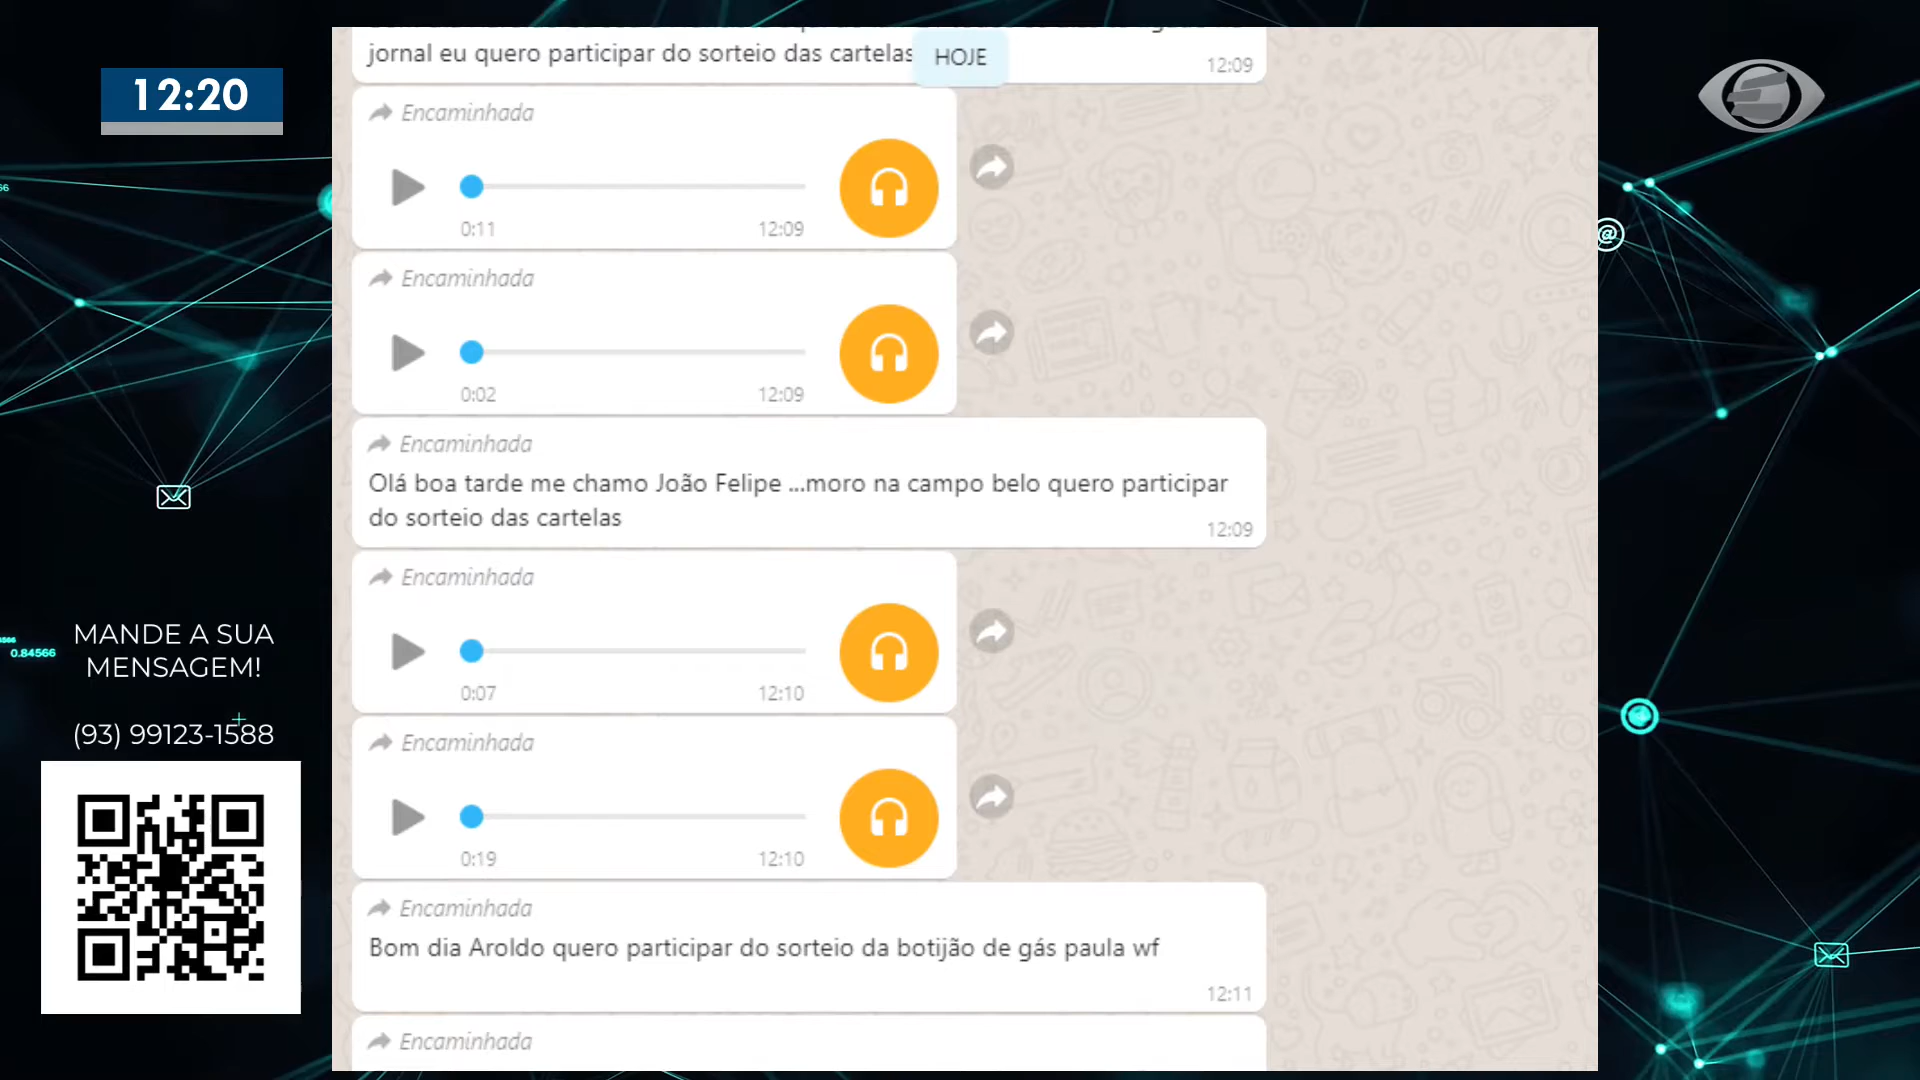 12:20
jornal eu quero participar do sorteio das cartelas
HOJE
12:09
Encaminhada
0:11
12:09
Encaminhada
0:02
12:09
Encaminhada
Olá boa tarde me chamo João Felipe ...moro na campo belo quero participar
do sorteio das cartelas
12:09
Encaminhada
0:07
12:10
Encaminhada
0:19
12:10
Encaminhada
Bom dia Aroldo quero participar do sorteio da botijão de gás paula wf
12:11
Encaminhada
0.84566
MANDE A SUA
MENSAGEM!
(93) 99123-1588